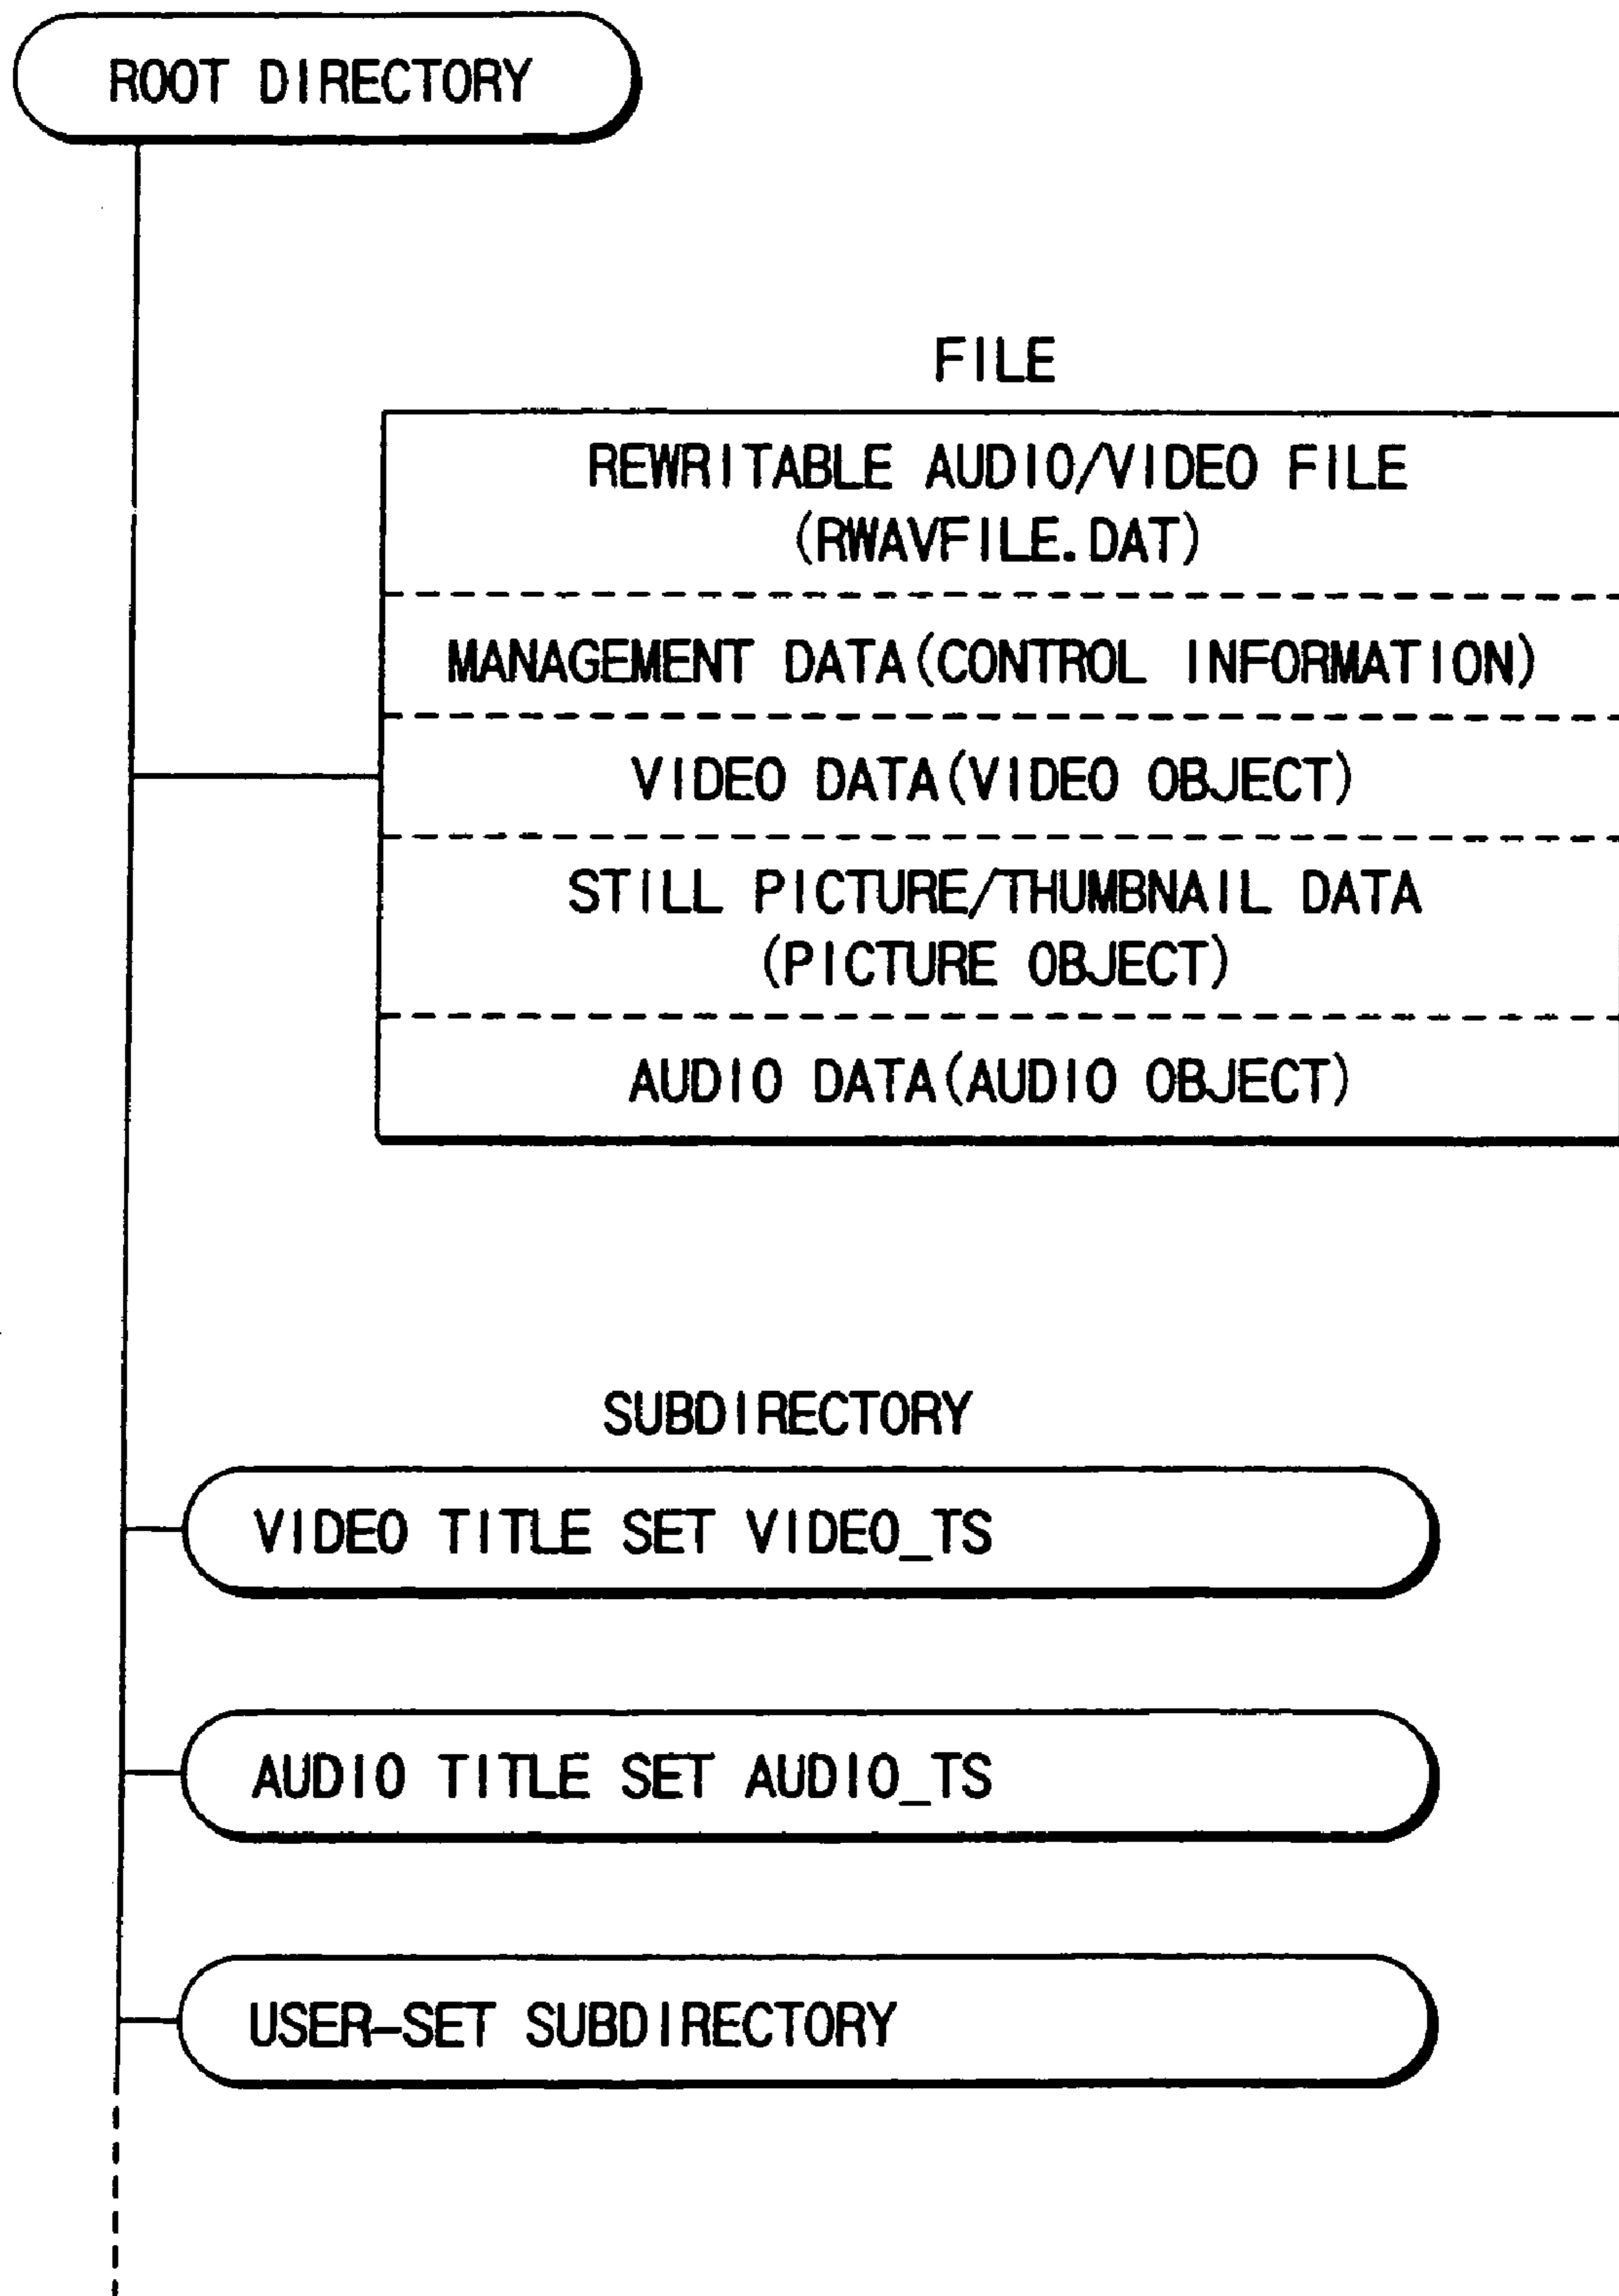 ROOT DIRECTORY
FILE
REWRITABLE AUDIO/VIDEO FILE
(RWAVFILE.DAT)
MANAGEMENT DATA(CONTROL INFORMATION)
VIDEO DATA(VIDEO OBJECT)
STILL PICTURE/THUMBNAIL DATA
(PICTURE OBJECT)
AUDIO DATA(AUDIO OBJECT)
SUBDIRECTORY
VIDEO TITLE SET VIDEO_TS
AUDIO TITLE SET AUDIO_TS
USER-SET SUBDIRECTORY